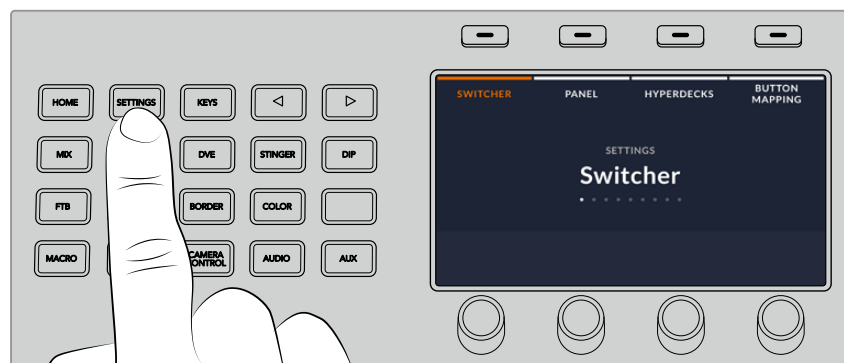 SWITCHER PANEL HYPERDECKS BUTTON MAPPING
HOME SETTINGS KEYS
SETTINGS
MIX DVE STINGER DIP
Switcher
FTB BORDER COLOR
MACRO CAMERA CONTROL AUDIO AUX